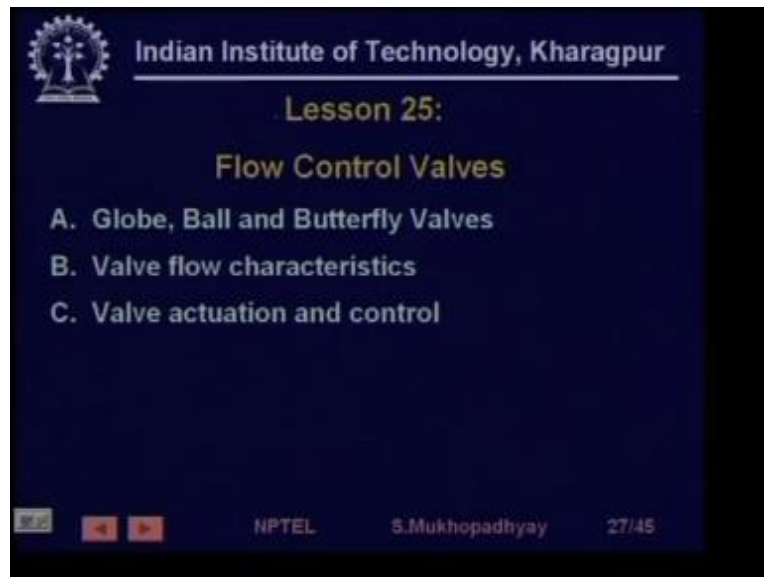 Indian Institute of Technology, Kharagpur
Lesson 25:
Flow Control Valves
A. Globe, Ball and Butterfly Valves
B. Valve flow characteristics
C. Valve actuation and control
NPTEL S.Mukhopadhyay 27/45